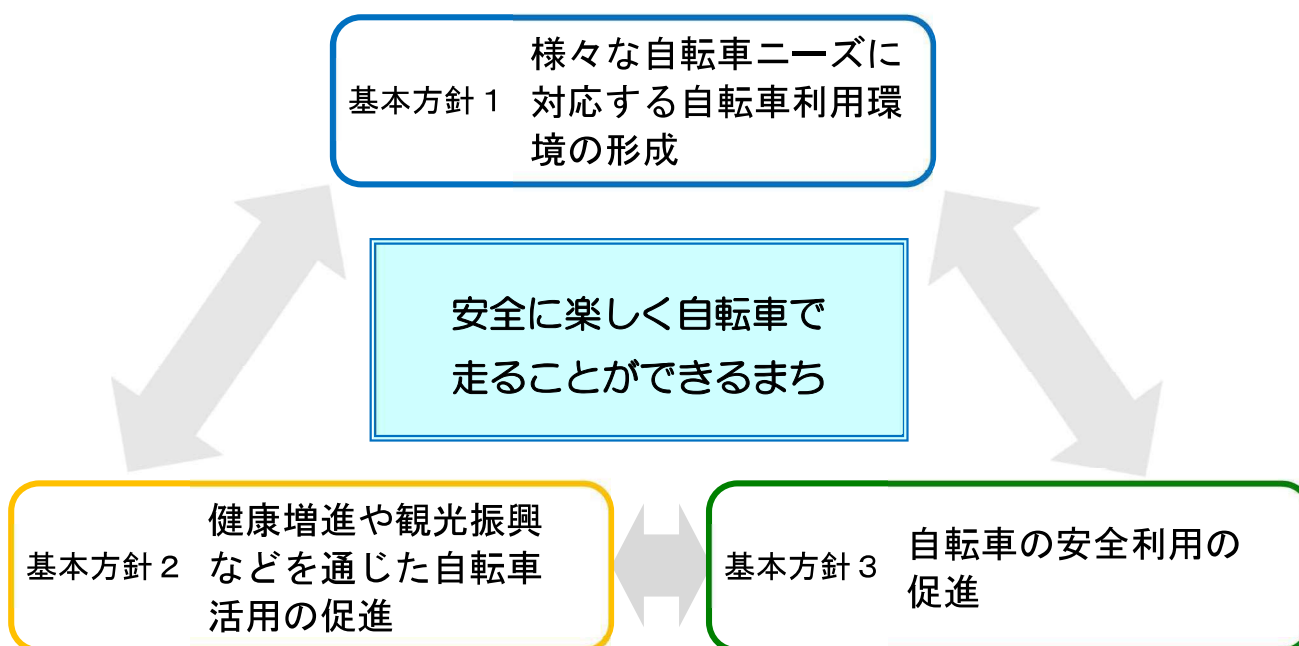 基本方針１
様々な自転車ニーズに
対応する自転車利用環
境の形成
安全に楽しく自転車で
走ることができるまち
基本方針２
健康増進や観光振興
などを通じた自転車
活用の促進
基本方針３
自転車の安全利用の
促進